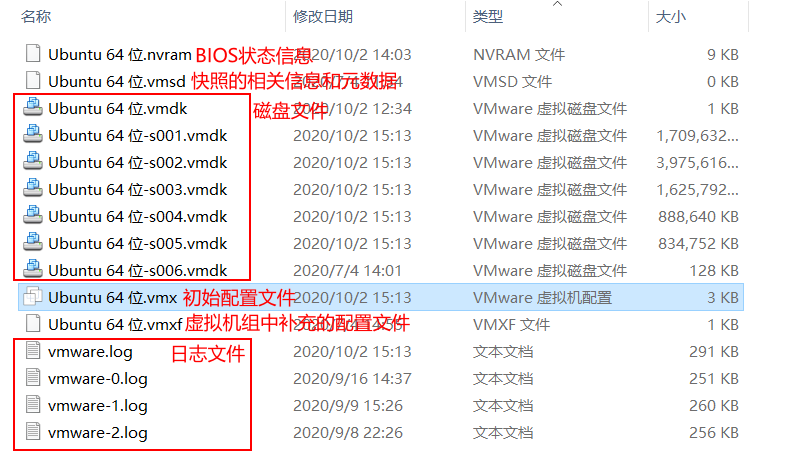 名称 修改日期 类型 大小
Ubuntu 64 位.nvram BIOS状态信息 2020/10/2 14:03 NVRAM 文件 9 KB
Ubuntu 64 位.vmsd 快照的相关信息和元数据 VMSD 文件 0 KB
Ubuntu 64 位.vmdk 磁盘文件 2020/10/2 12:34 VMware 虚拟磁盘文件 1 KB
Ubuntu 64 位-s001.vmdk 2020/10/2 15:13 VMware 虚拟磁盘文件 1,709,632...
Ubuntu 64 位-s002.vmdk 2020/10/2 15:13 VMware 虚拟磁盘文件 3,975,616...
Ubuntu 64 位-s003.vmdk 2020/10/2 15:13 VMware 虚拟磁盘文件 1,625,792...
Ubuntu 64 位-s004.vmdk 2020/10/2 15:13 VMware 虚拟磁盘文件 888,640 KB
Ubuntu 64 位-s005.vmdk 2020/10/2 15:13 VMware 虚拟磁盘文件 834,752 KB
Ubuntu 64 位-s006.vmdk 2020/7/4 14:01 VMware 虚拟磁盘文件 128 KB
Ubuntu 64 位.vmx 初始配置文件 2020/10/2 15:13 VMware 虚拟机配置 3 KB
Ubuntu 64 位.vmxf 虚拟机组中补充的配置文件 VMXF 文件 1 KB
vmware.log 日志文件 2020/10/2 15:13 文本文档 291 KB
vmware-0.log 2020/9/16 14:37 文本文档 251 KB
vmware-1.log 2020/9/9 15:26 文本文档 260 KB
vmware-2.log 2020/9/8 22:26 文本文档 256 KB